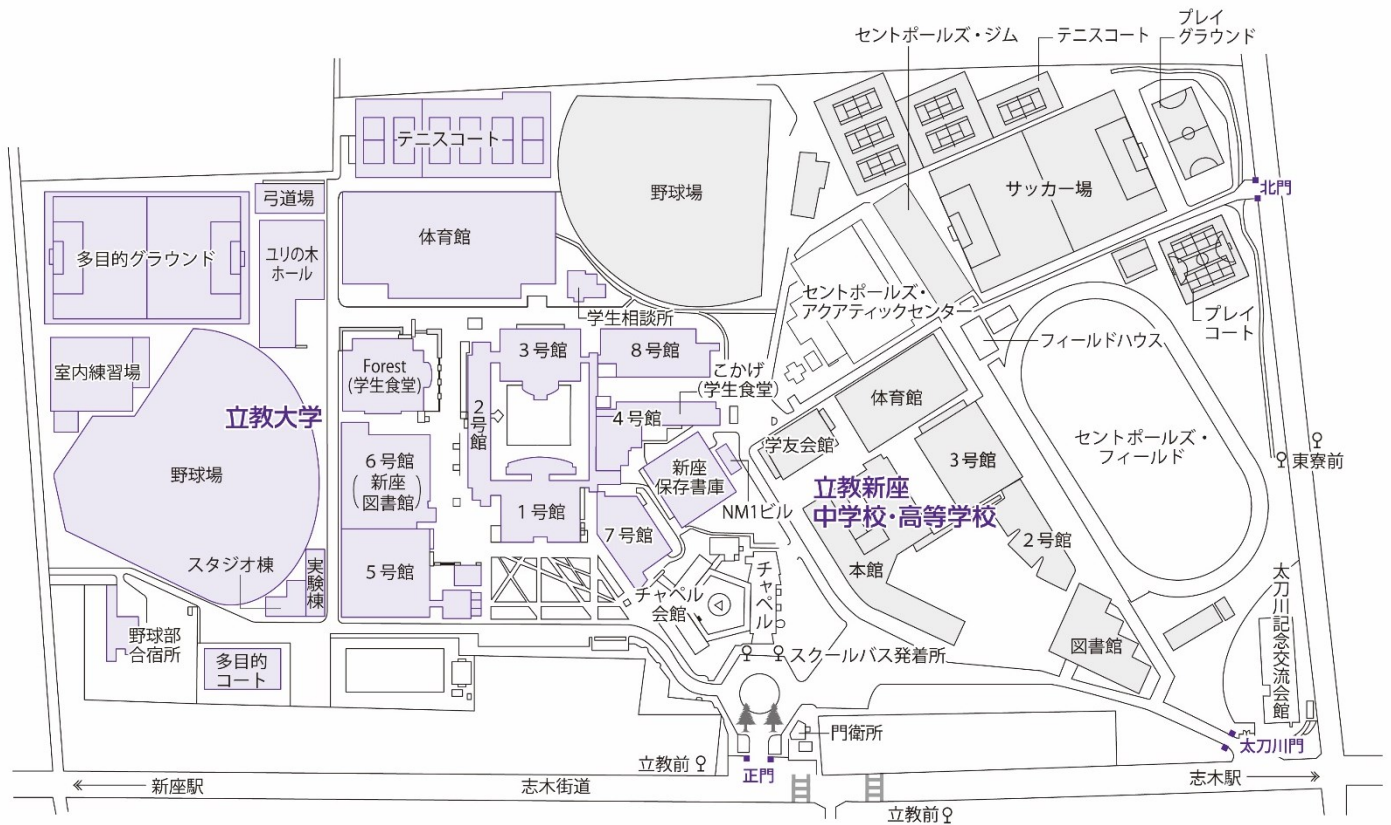 プレイ
グラウンド
セントポールズ・ジム
テニスコート
テニスコート
野球場
サッカー場
北門
弓道場
多目的グラウンド
ユリの木
ホール
体育館
学生相談所
セントポールズ・
アクアティックセンター
プレイ
コート
フィールドハウス
室内練習場
Forest
(学生食堂)
3号館
8号館
こかげ
(学生食堂)
2号館
4号館
体育館
学友会館
立教大学
野球場
6号館
(新座
図書館)
新座
保存書庫
NM1ビル
3号館
セントポールズ・
フィールド
東寮前
立教新座
中学校・高等学校
1号館
7号館
2号館
スタジオ棟
実験棟
5号館
本館
チャペル
会館
チャペル
太刀川記念交流会館
野球部
合宿所
多目的
コート
スクールバス発着所
図書館
門衛所
太刀川門
立教前
正門
新座駅
志木街道
志木駅
立教前